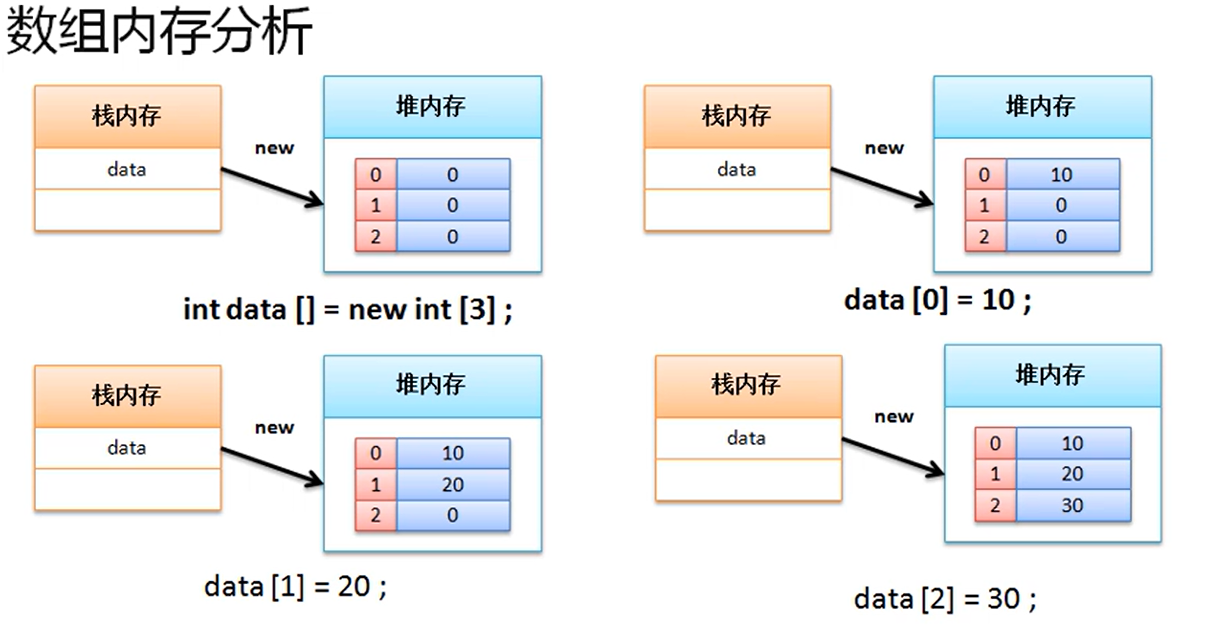 数组内存分析
栈内存
data
new
堆内存
0 0
1 0
2 0
int data [] = new int [3] ;
栈内存
data
new
堆内存
0 10
1 0
2 0
data [0] = 10 ;
栈内存
data
new
堆内存
0 10
1 20
2 0
data [1] = 20 ;
栈内存
data
new
堆内存
0 10
1 20
2 30
data [2] = 30 ;